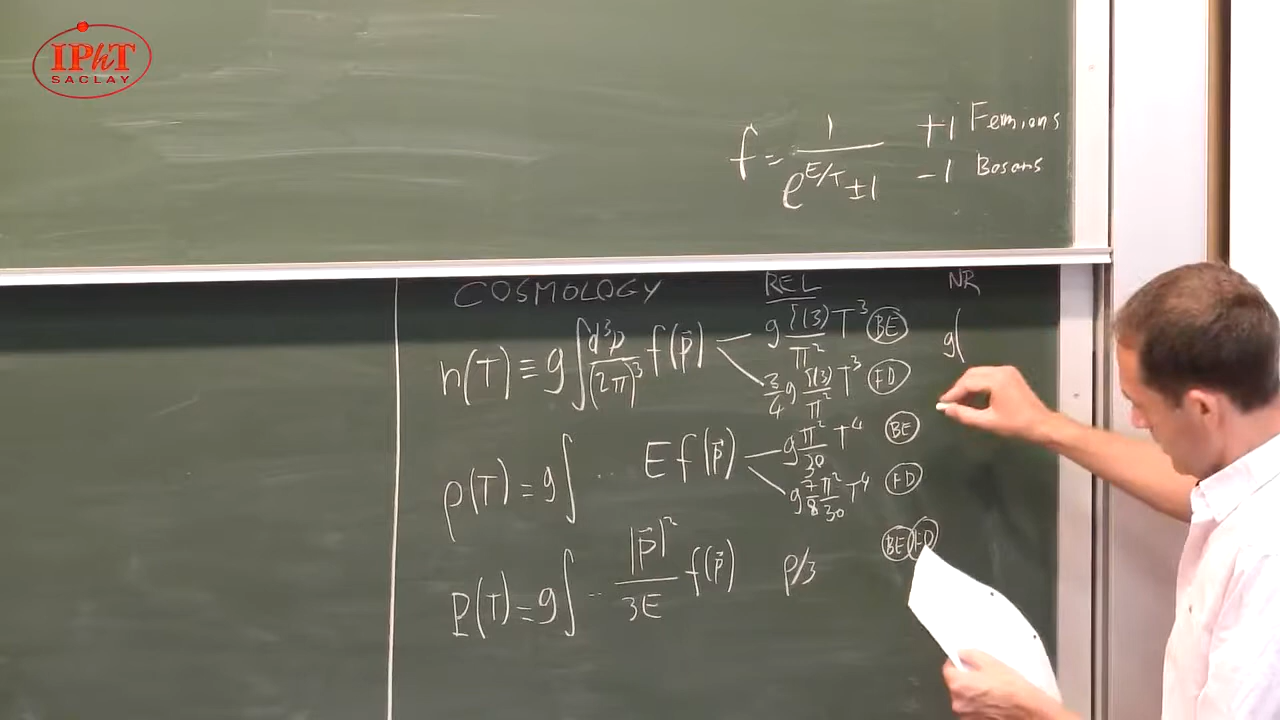 IPhT
SACLAY
f = 1/(e^{E/T} ± 1) +1 Femions
-1 Bosons
COSMOLOGY REL NR
n(T) ≡ g ∫ d³p/(2π)³ f(p⃗) g ζ(3)/π² T³ BE g(
3/4 g ζ(3)/π² T³ FD
ρ(T) = g ∫ ... E f(p⃗) g π²/30 T⁴ BE
g 7/8 π²/30 T⁴ FD
P(T) = g ∫ ... |p⃗|²/3E f(p⃗) ρ/3 BE FD